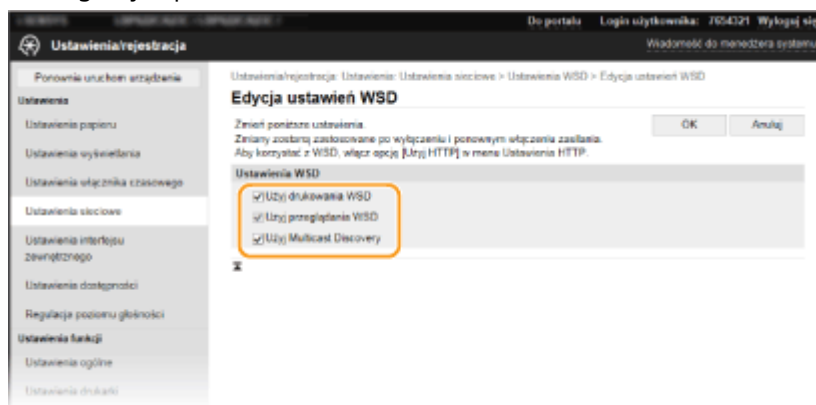 Do portalu Login użytkownika: 7654321 Wyloguj się
Ustawienia/rejestracja
Wiadomość do menedżera systemu
Ponownie uruchom urządzenie
Ustawienia/rejestracja: Ustawienia: Ustawienia sieciowe > Ustawienia WSD > Edycja ustawień WSD
Ustawienia
Edycja ustawień WSD
Ustawienia papieru
Zmień poniższe ustawienia.
OK
Anuluj
Zmiany zostaną zastosowane po wyłączeniu i ponownym włączeniu zasilania.
Aby korzystać z WSD, włącz opcję [Użyj HTTP] w menu Ustawienia HTTP.
Ustawienia wyświetlania
Ustawienia włącznika czasowego
Ustawienia WSD
Użyj drukowania WSD
Ustawienia sieciowe
Użyj przeglądania WSD
Użyj Multicast Discovery
Ustawienia interfejsu
zewnętrznego
Ustawienia dostępności
Regulacja poziomu głośności
Ustawienia funkcji
Ustawienia ogólne
Ustawienia drukarki